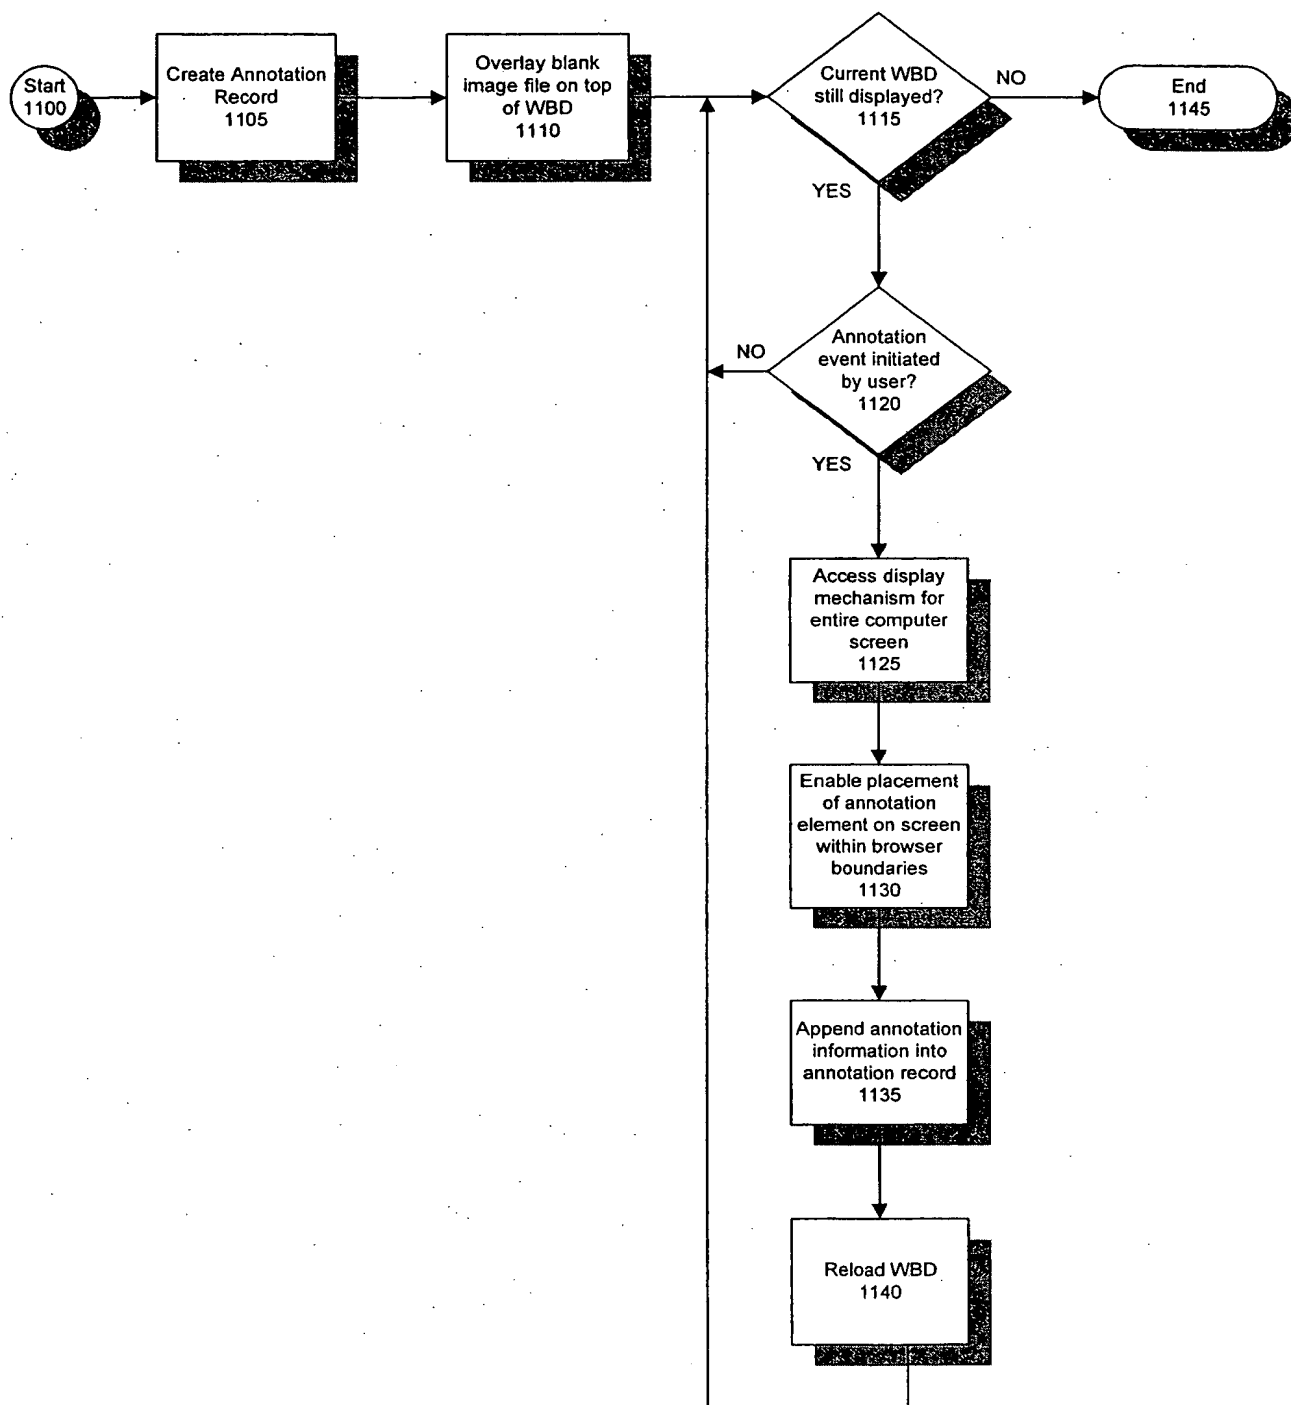 Start
1100
Create Annotation
Record
1105
Overlay blank
image file on top
of WBD
1110
Current WBD
still displayed?
1115
NO
End
1145
YES
Annotation
event initiated
by user?
1120
NO
YES
Access display
mechanism for
entire computer
screen
1125
Enable placement
of annotation
element on screen
within browser
boundaries
1130
Append annotation
information into
annotation record
1135
Reload WBD
1140